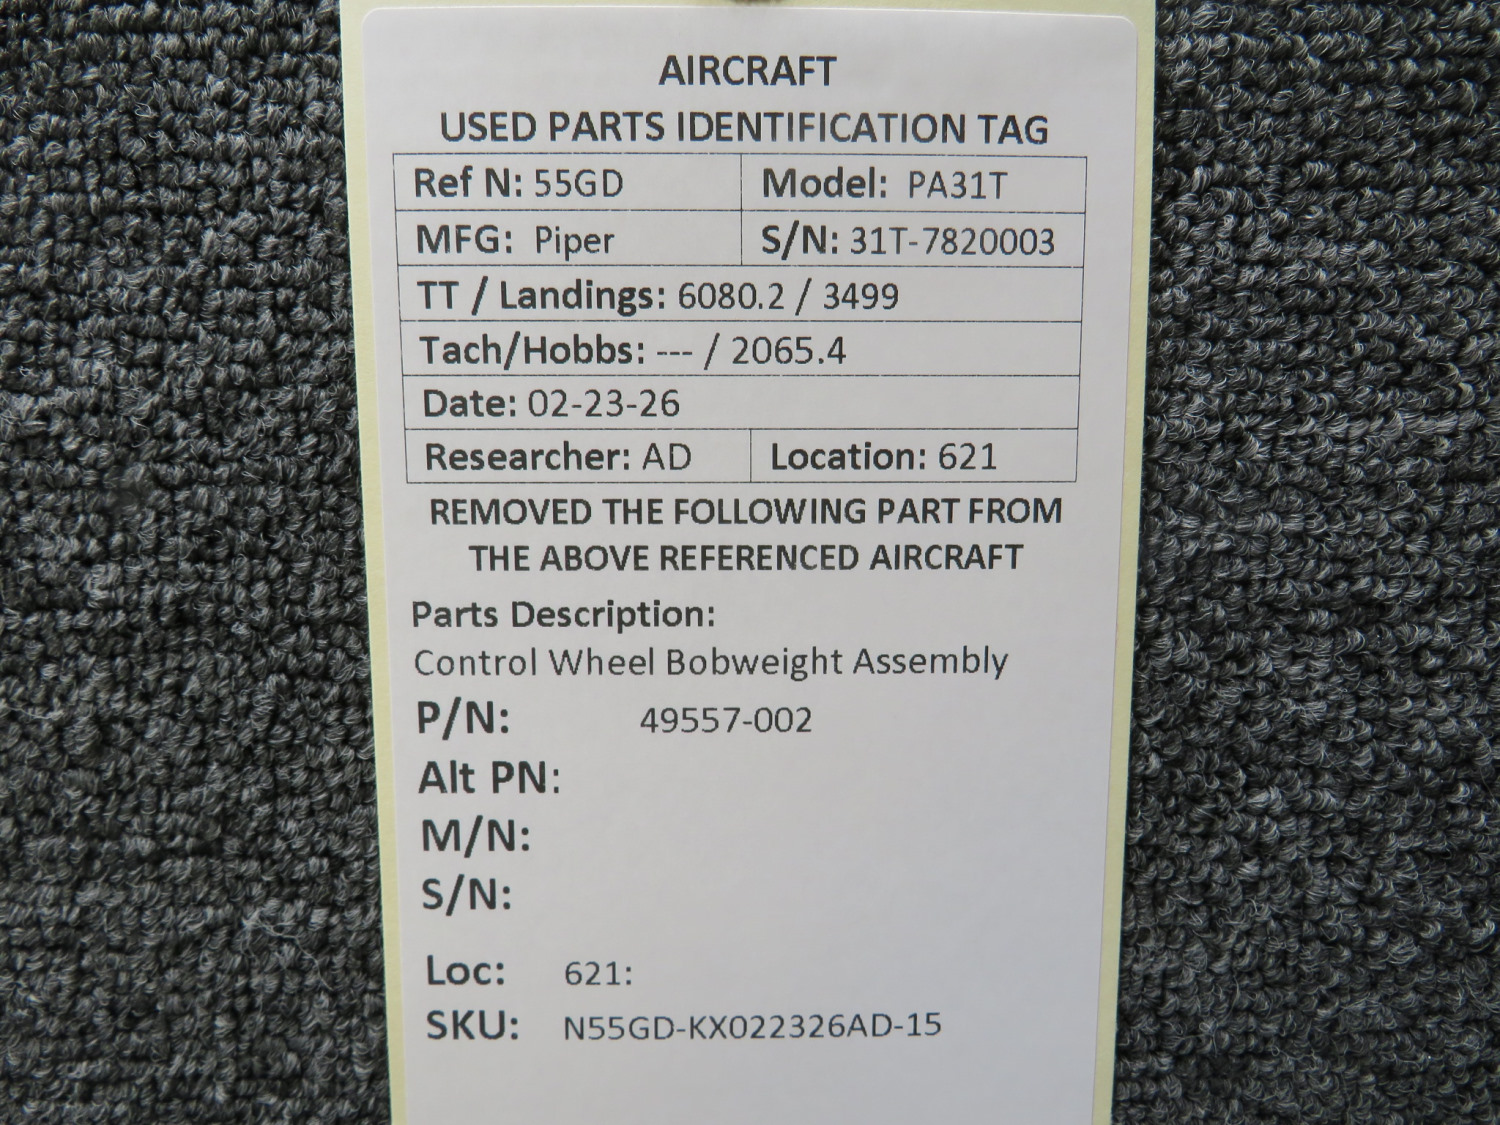 AIRCRAFT
USED PARTS IDENTIFICATION TAG
Ref N: 55GD Model: PA31T
MFG: Piper S/N: 31T-7820003
TT / Landings: 6080.2 / 3499
Tach/Hobbs: --- / 2065.4
Date: 02-23-26
Researcher: AD Location: 621
REMOVED THE FOLLOWING PART FROM
THE ABOVE REFERENCED AIRCRAFT
Parts Description:
Control Wheel Bobweight Assembly
P/N: 49557-002
Alt PN:
M/N:
S/N:
Loc: 621:
SKU: N55GD-KX022326AD-15